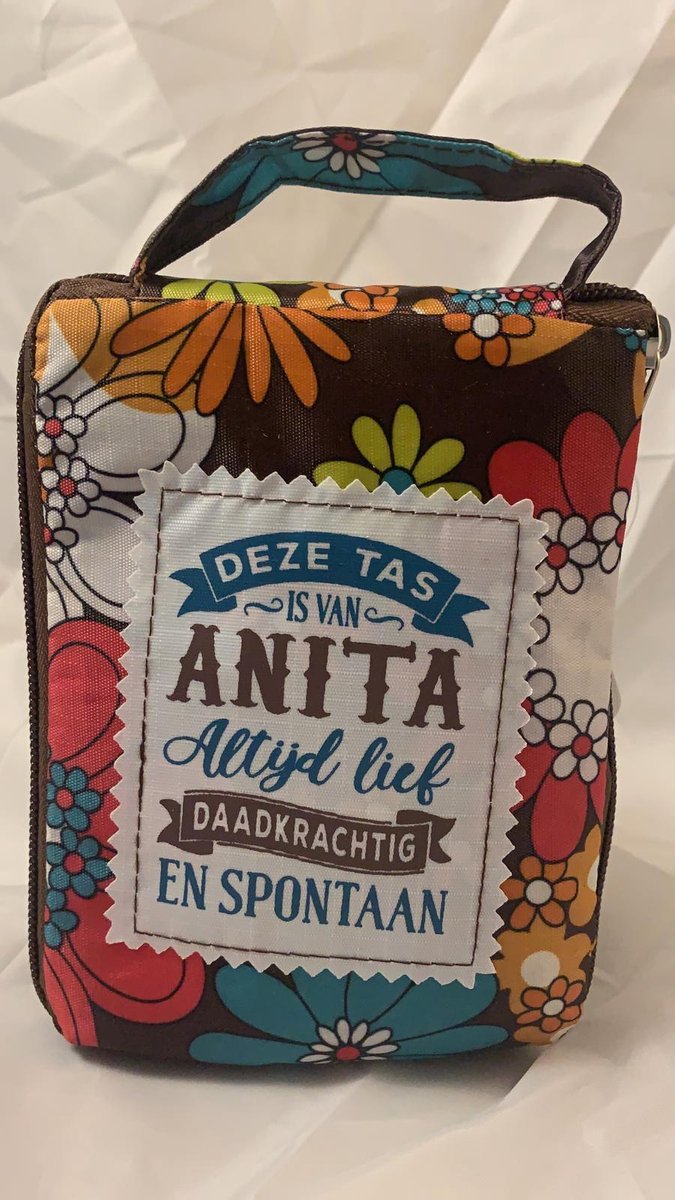 DEZE TAS
IS VAN
ANITA
Altijd lief
DAADKRACHTIG
EN SPONTAAN